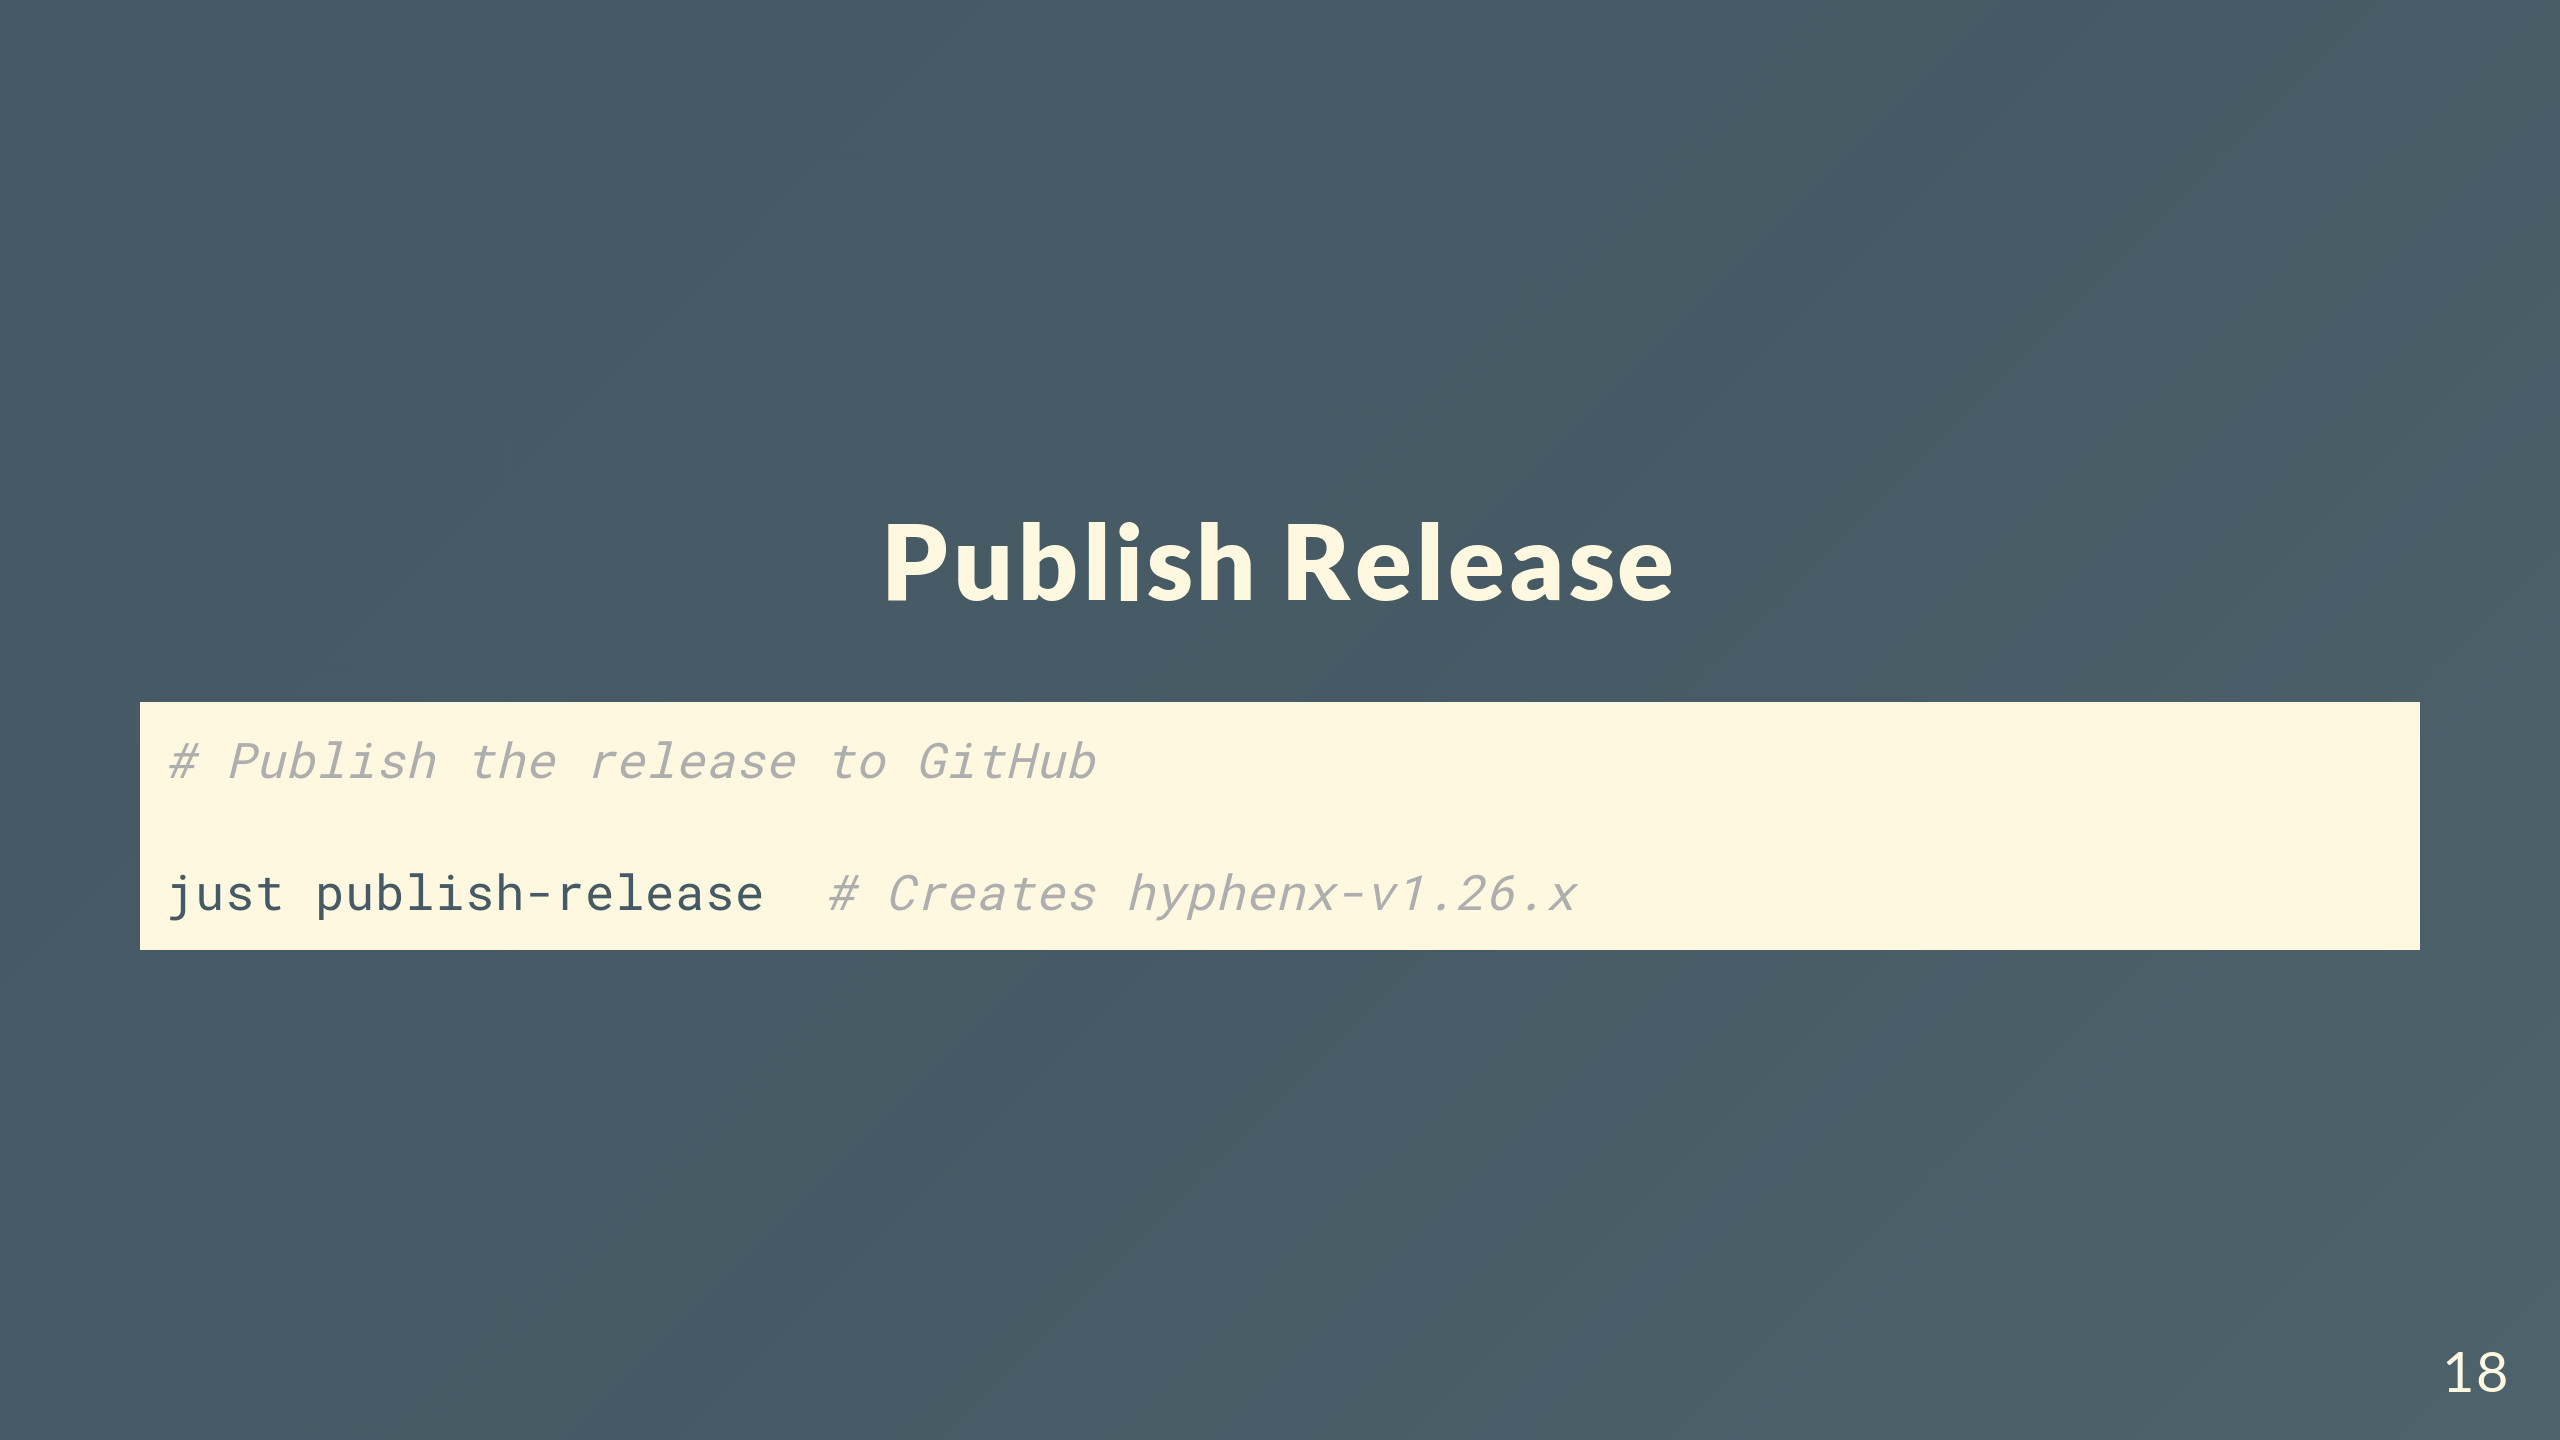 Publish Release
# Publish the release to GitHub
just publish-release  # Creates hyphenx-v1.26.x
18